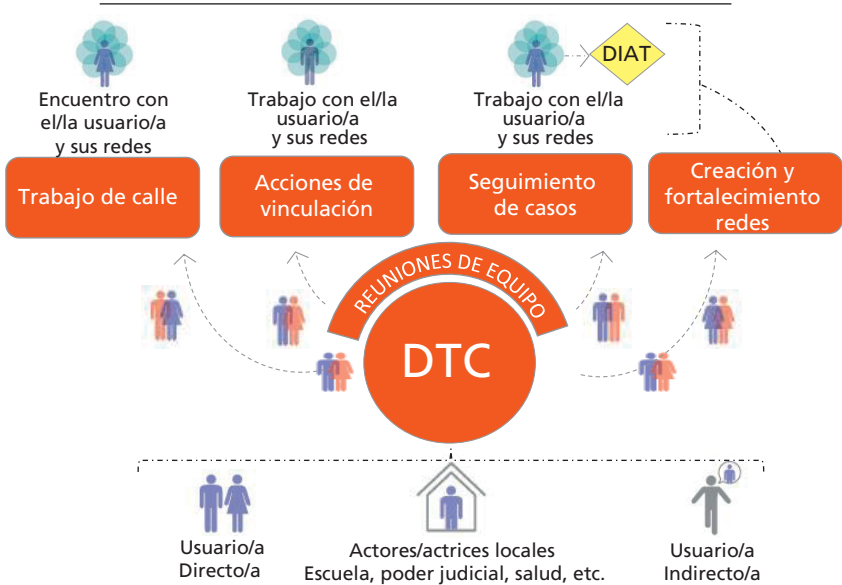 DIAT
Encuentro con
el/la usuario/a
y sus redes
Trabajo con el/la
usuario/a
y sus redes
Trabajo con el/la
usuario/a
y sus redes
Trabajo de calle
Acciones de
vinculación
Seguimiento
de casos
Creación y
fortalecimiento
redes
REUNIONES DE EQUIPO
DTC
Usuario/a
Directo/a
Actores/actrices locales
Escuela, poder judicial, salud, etc.
Usuario/a
Indirecto/a